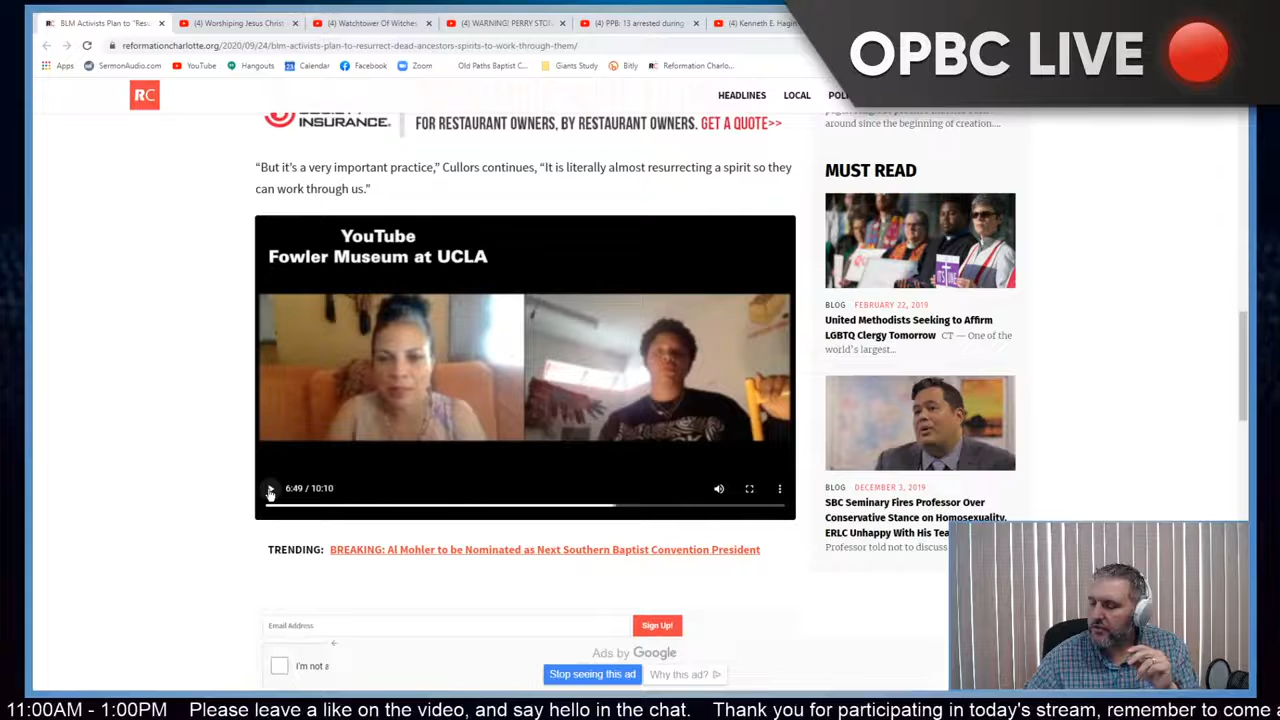 BLM Activists Plan to "Resu
(4) Worshiping Jesus Christ
(4) Watchtower Of Witches
(4) WARNING! PERRY STON
(4) PPB: 13 arrested during
(4) Kenneth E. Hagin
OPBC LIVE
reformationcharlotte.org/2020/09/24/blm-activists-plan-to-resurrect-dead-ancestors-spirits-to-work-through-them/
Apps
SermonAudio.com
YouTube
Hangouts
Calendar
Facebook
Zoom
Old Paths Baptist C...
Giants Study
Bitly
Reformation Charlo...
RC
HEADLINES
LOCAL
INSURANCE.
FOR RESTAURANT OWNERS, BY RESTAURANT OWNERS. GET A QUOTE>>
around since the beginning of creation....
“But it’s a very important practice,” Cullors continues, “It is literally almost resurrecting a spirit so they
can work through us.”
YouTube
Fowler Museum at UCLA
6:49 / 10:10
MUST READ
BLOG FEBRUARY 22, 2019
United Methodists Seeking to Affirm
LGBTQ Clergy Tomorrow CT — One of the
world’s largest...
BLOG DECEMBER 3, 2019
SBC Seminary Fires Professor Over
Conservative Stance on Homosexuality,
ERLC Unhappy With His Tea
Professor told not to discuss
TRENDING: BREAKING: Al Mohler to be Nominated as Next Southern Baptist Convention President
Email Address
Sign Up!
I'm not a
Ads by Google
Stop seeing this ad
Why this ad?
11:00AM - 1:00PM Please leave a like on the video, and say hello in the chat. Thank you for participating in today's stream, remember to come a